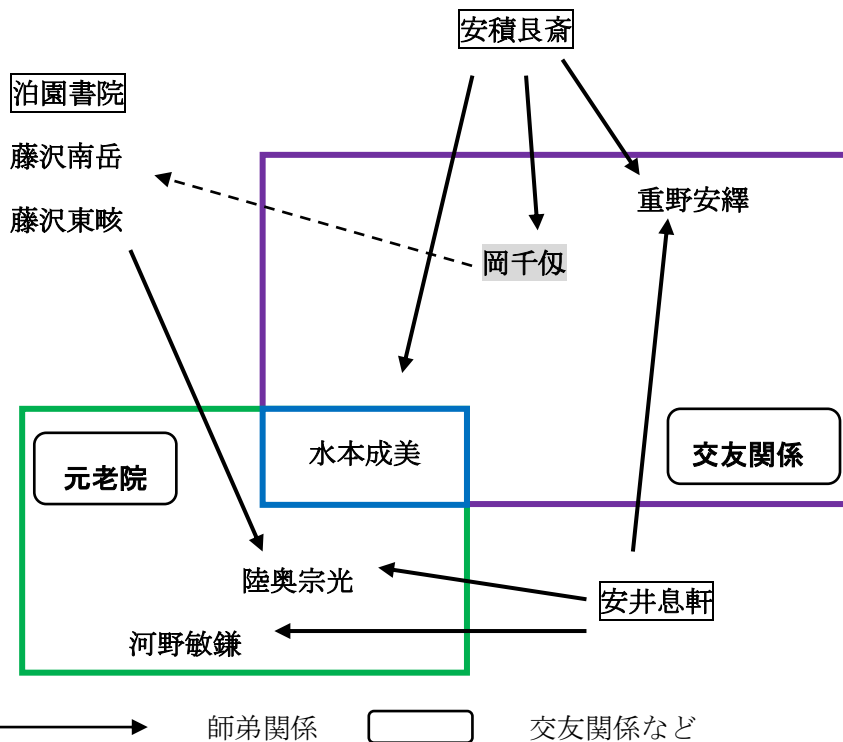 安積艮斎
泊園書院
藤沢南岳
藤沢東畡
重野安繹
岡千仭
水本成美
元老院
交友関係
陸奥宗光
安井息軒
河野敏鎌
師弟関係
交友関係など